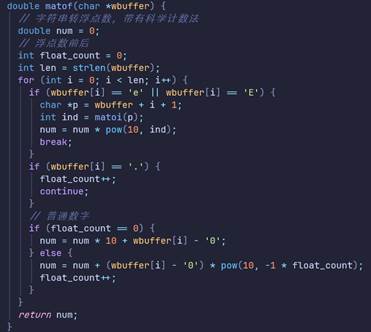 double matof(char *wbuffer) {
  // 字符串转浮点数，带有科学计数法
  double num = 0;
  // 浮点数前后
  int float_count = 0;
  int len = strlen(wbuffer);
  for (int i = 0; i < len; i++) {
    if (wbuffer[i] == 'e' || wbuffer[i] == 'E') {
      char *p = wbuffer + i + 1;
      int ind = matoi(p);
      num = num * pow(10, ind);
      break;
    }
    if (wbuffer[i] == '.') {
      float_count++;
      continue;
    }
    // 普通数字
    if (float_count == 0) {
      num = num * 10 + wbuffer[i] - '0';
    } else {
      num = num + (wbuffer[i] - '0') * pow(10, -1 * float_count);
      float_count++;
    }
  }
  return num;
}